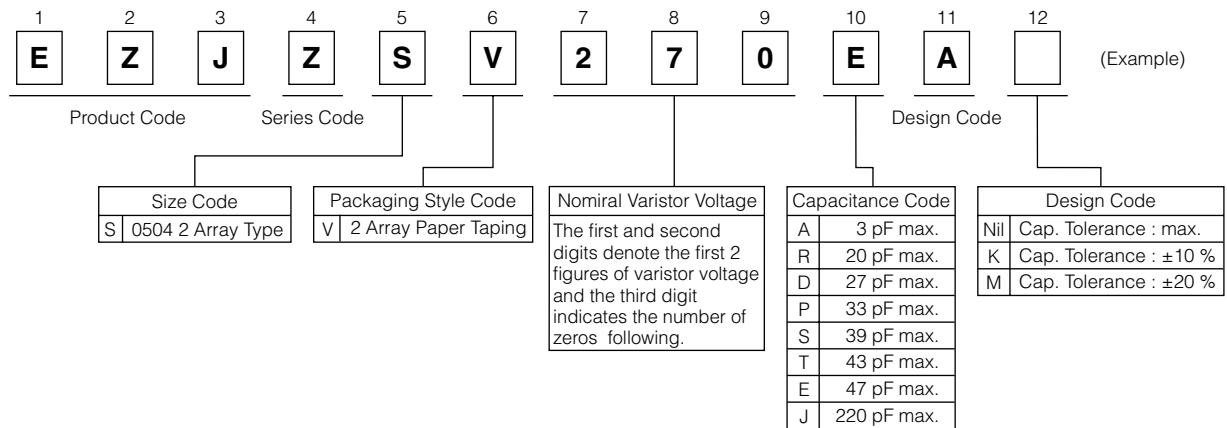 1 2 3 4 5 6 7 8 9 10 11 12
E Z J Z S V 2 7 0 E A (Example)
Product Code Series Code Design Code
Size Code
S 0504 2 Array Type
Packaging Style Code
V 2 Array Paper Taping
Nomiral Varistor Voltage
The first and second
digits denote the first 2
figures of varistor voltage
and the third digit
indicates the number of
zeros following.
Capacitance Code
A 3 pF max.
R 20 pF max.
D 27 pF max.
P 33 pF max.
S 39 pF max.
T 43 pF max.
E 47 pF max.
J 220 pF max.
Design Code
Nil Cap. Tolerance : max.
K Cap. Tolerance : ±10 %
M Cap. Tolerance : ±20 %